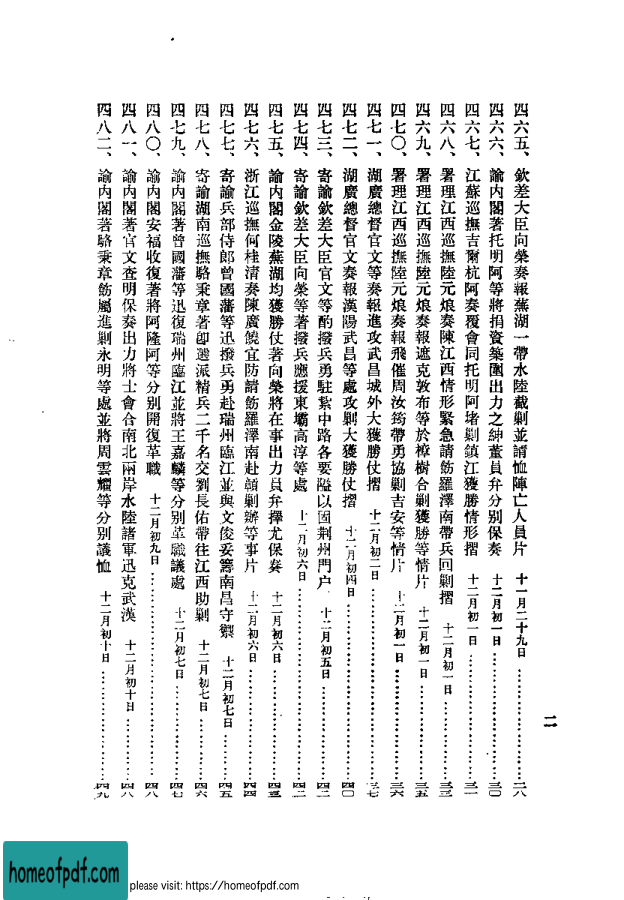 四六五、欽差大臣向榮奏報蕪湖一帶水陸截剿並請恤陣亡人員片 十一月二十九日……二八
四六六、諭內閣著托明阿等將捐資築圍出力之紳董員弁分別保奏 十二月初一日……三〇
四六七、江蘇巡撫吉爾杭阿奏覆會同托明阿堵剿鎮江獲勝情形摺 十二月初一日……三一
四六八、署理江西巡撫陸元烺奏陳江西情形緊急請飭羅澤南帶兵回剿摺 十二月初一日……三三
四六九、署理江西巡撫陸元烺奏報遮克敦布等於樟樹合剿獲勝等情片 十二月初一日……三五
四七〇、署理江西巡撫陸元烺奏報飛催周汝筠帶勇協剿吉安等情片 十二月初一日……三六
四七一、湖廣總督官文等奏報進攻武昌城外大獲勝仗摺 十二月初二日……三七
四七二、湖廣總督官文奏報漢陽武昌等處攻剿大獲勝仗摺 十二月初四日……四〇
四七三、寄諭欽差大臣官文等酌撥兵勇駐紮中路各要隘以固荆州門户 十二月初五日……四二
四七四、寄諭欽差大臣向榮等著撥兵應援東壩高淳等處 十二月初六日……四二
四七五、諭內閣金陵蕪湖均獲勝仗著向榮將在事出力員弁擇尤保奏 十二月初六日……四三
四七六、浙江巡撫何桂清奏陳廣饒宜防請飭羅澤南赴贛剿辦等事片 十二月初六日……四四
四七七、寄諭兵部侍郎曾國藩等迅撥兵勇赴瑞州臨江並與文俊妥籌南昌守禦 十二月初七日……四五
四七八、寄諭湖南巡撫駱秉章著卽選派精兵二千名交劉長佑帶往江西助剿 十二月初七日……四六
四七九、諭內閣著曾國藩等迅復瑞州臨江並將王嘉麟等分別革職議處 十二月初七日……四七
四八〇、諭內閣安福收復著將阿隆阿等分別開復革職 十二月初九日……四八
四八一、諭內閣著官文查明保奏出力將士會合南北兩岸水陸諸軍迅克武漢 十二月初十日……四八
四八二、諭內閣著駱秉章飭屬進剿永明等處並將周雲耀等分別議恤 十二月初十日……四九
二
homeofpdf.com
please visit: https://homeofpdf.com